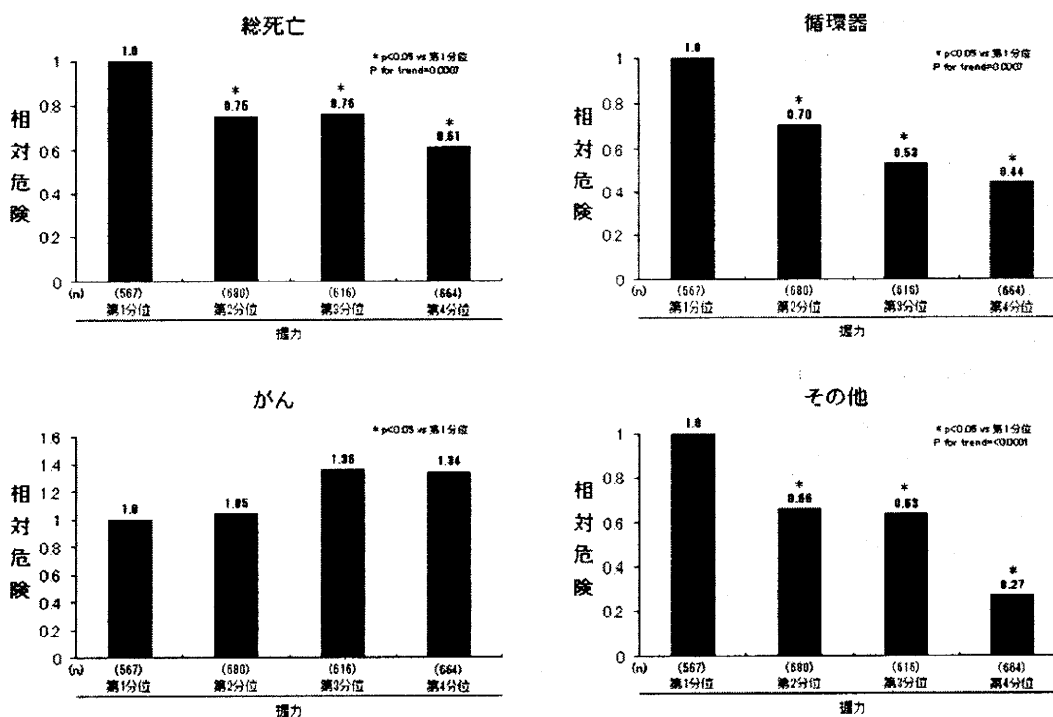 総死亡
* p<0.05 vs 第1分位
P for trend=0.0007
相対危険
1
0.8
0.6
0.4
0.2
0
1.0
*
0.75
*
0.76
*
0.61
(n) (567) (680) (616) (664)
第1分位 第2分位 第3分位 第4分位
握力
循環器
* p<0.05 vs 第1分位
P for trend=0.0007
相対危険
1
0.8
0.6
0.4
0.2
0
1.0
*
0.70
*
0.53
*
0.44
(n) (567) (680) (616) (664)
第1分位 第2分位 第3分位 第4分位
握力
がん
* p<0.05 vs 第1分位
相対危険
1.6
1.4
1.2
1
0.8
0.6
0.4
0.2
0
1.0
1.05
1.36
1.34
(n) (567) (680) (616) (664)
第1分位 第2分位 第3分位 第4分位
握力
その他
* p<0.05 vs 第1分位
P for trend=<0.0001
相対危険
1
0.8
0.6
0.4
0.2
0
1.0
*
0.66
*
0.63
*
0.27
(n) (567) (680) (616) (664)
第1分位 第2分位 第3分位 第4分位
握力